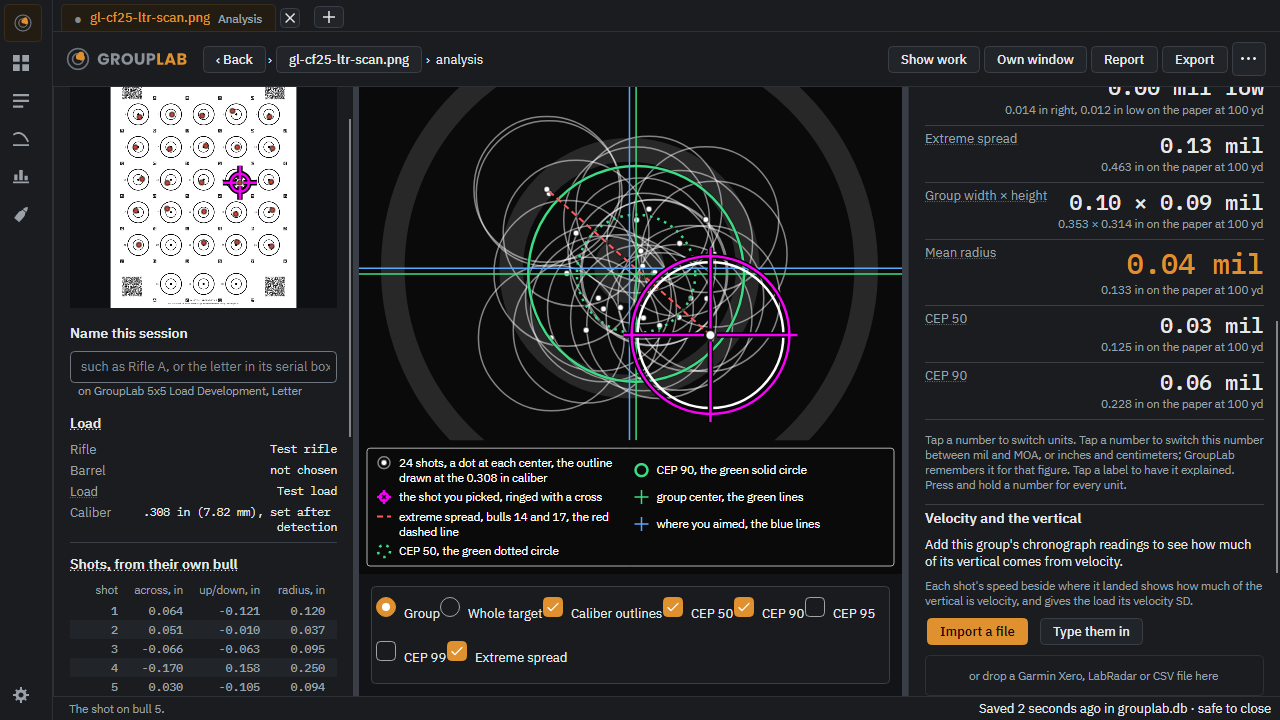 gl-cf25-ltr-scan.png Analysis
GROUPLAB
‹ Back › gl-cf25-ltr-scan.png › analysis
Show work
Own window
Report
Export
Name this session
such as Rifle A, or the letter in its serial box
on GroupLab 5x5 Load Development, Letter
Load
Rifle Test rifle
Barrel not chosen
Load Test load
Caliber .308 in (7.82 mm), set after
detection
Shots, from their own bull
shot across, in up/down, in radius, in
1 0.064 -0.121 0.120
2 0.051 -0.010 0.037
3 -0.066 -0.063 0.095
4 -0.170 0.158 0.250
5 0.030 -0.105 0.094
24 shots, a dot at each center, the outline
drawn at the 0.308 in caliber
the shot you picked, ringed with a cross
extreme spread, bulls 14 and 17, the red
dashed line
CEP 50, the green dotted circle
CEP 90, the green solid circle
group center, the green lines
where you aimed, the blue lines
Group
Whole target
Caliber outlines
CEP 50
CEP 90
CEP 95
CEP 99
Extreme spread
0.00 mil low
0.014 in right, 0.012 in low on the paper at 100 yd
Extreme spread
0.13 mil
0.463 in on the paper at 100 yd
Group width × height
0.10 × 0.09 mil
0.353 × 0.314 in on the paper at 100 yd
Mean radius
0.04 mil
0.133 in on the paper at 100 yd
CEP 50
0.03 mil
0.125 in on the paper at 100 yd
CEP 90
0.06 mil
0.228 in on the paper at 100 yd
Tap a number to switch units. Tap a number to switch this number
between mil and MOA, or inches and centimeters; GroupLab
remembers it for that figure. Tap a label to have it explained.
Press and hold a number for every unit.
Velocity and the vertical
Add this group's chronograph readings to see how much
of its vertical comes from velocity.
Each shot's speed beside where it landed shows how much of the
vertical is velocity, and gives the load its velocity SD.
Import a file
Type them in
or drop a Garmin Xero, LabRadar or CSV file here
The shot on bull 5.
Saved 2 seconds ago in grouplab.db · safe to close